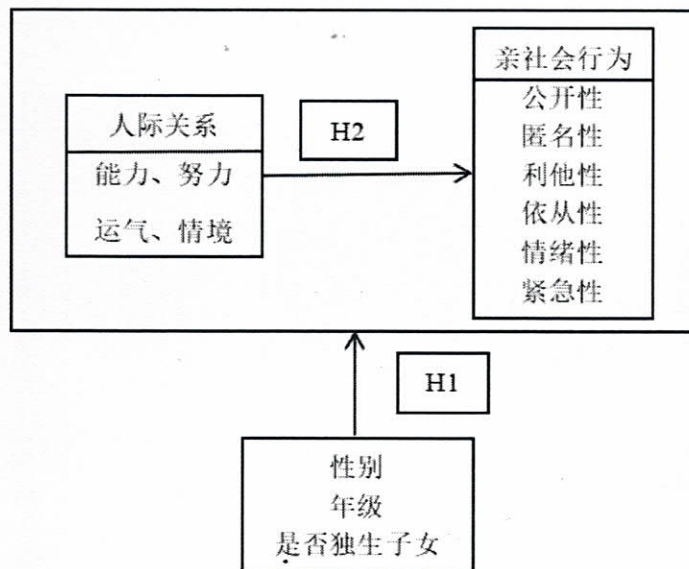 亲社会行为
公开性
匿名性
利他性
依从性
情绪性
紧急性
人际关系
能力、努力
运气、情境
H2
H1
性别
年级
是否独生子女